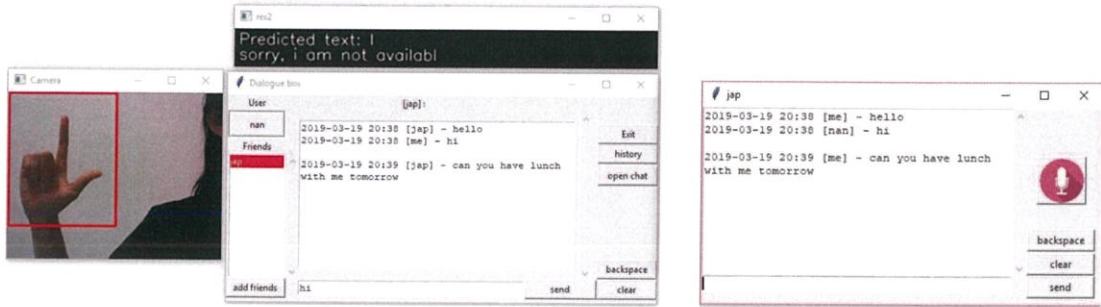 res2
Predicted text: l
sorry, i am not availabl
Camera
Dialogue box
User
nan
Friends
jap
add friends
[jap]:
2019-03-19 20:38 [jap] - hello
2019-03-19 20:38 [me] - hi
2019-03-19 20:39 [jap] - can you have lunch
with me tomorrow
Exit
history
open chat
backspace
hi
send
clear
jap
2019-03-19 20:38 [me] - hello
2019-03-19 20:38 [nan] - hi
2019-03-19 20:39 [me] - can you have lunch
with me tomorrow
backspace
clear
send